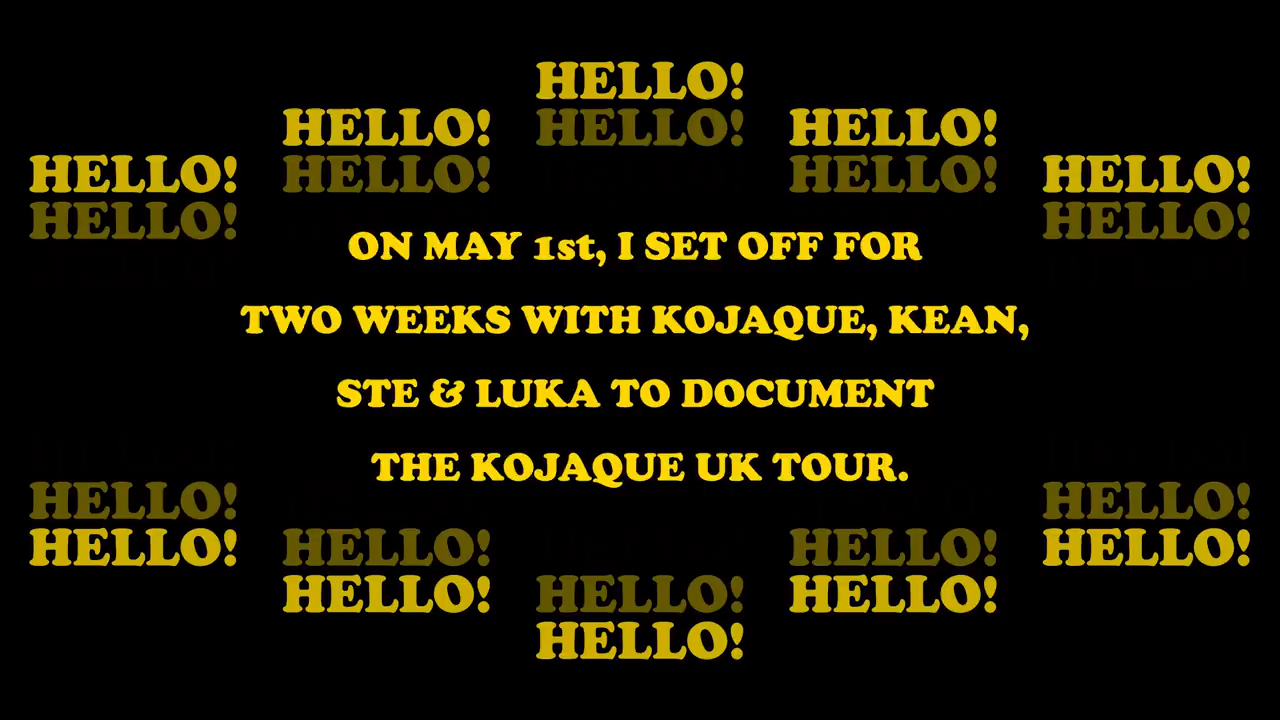 HELLO!
HELLO! HELLO! HELLO!
HELLO! HELLO! HELLO! HELLO!
HELLO! HELLO!
ON MAY 1st, I SET OFF FOR
TWO WEEKS WITH KOJAQUE, KEAN,
STE & LUKA TO DOCUMENT
THE KOJAQUE UK TOUR.
HELLO! HELLO!
HELLO! HELLO! HELLO! HELLO!
HELLO! HELLO! HELLO!
HELLO!